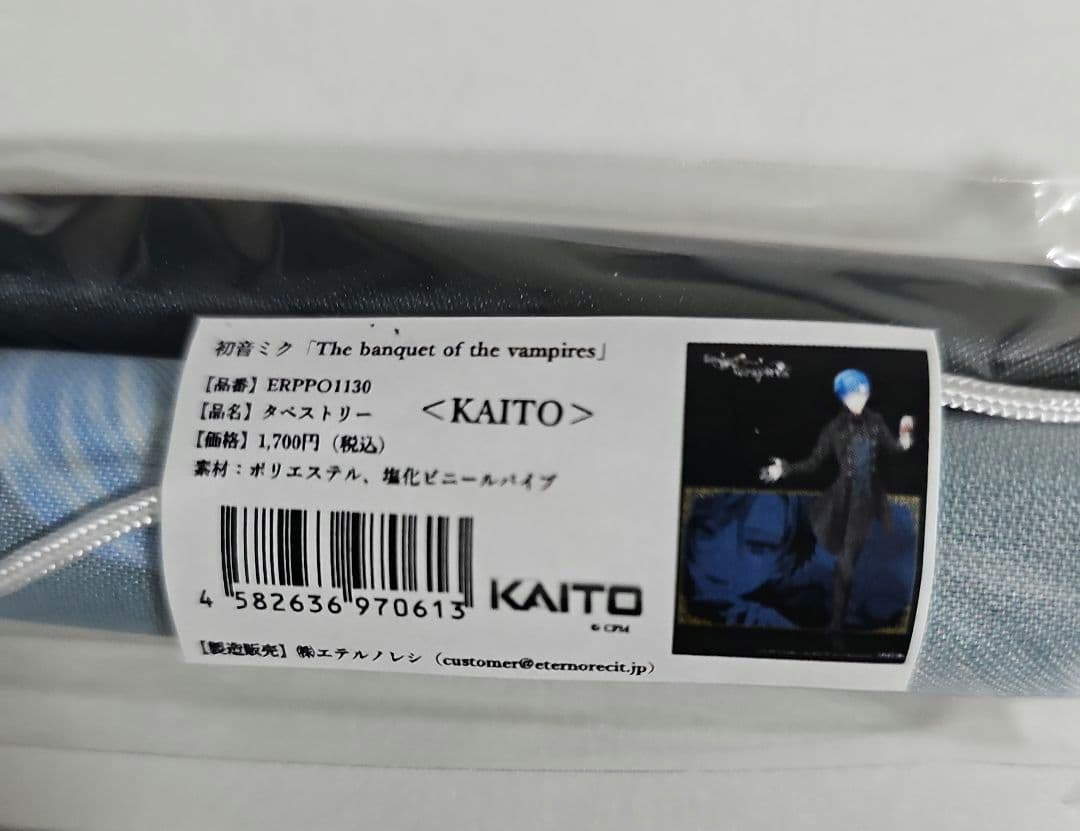 初音ミク「The banquet of the vampires」
【品番】ERPPO1130
【品名】タペストリー
<KAITO>
【価格】1,700円（税込）
素材：ポリエステル、塩化ビニールパイプ
4 582636 970613
KAITO
© CFM
【製造販売】㈱エテルノレシ（customer@eternorecit.jp）